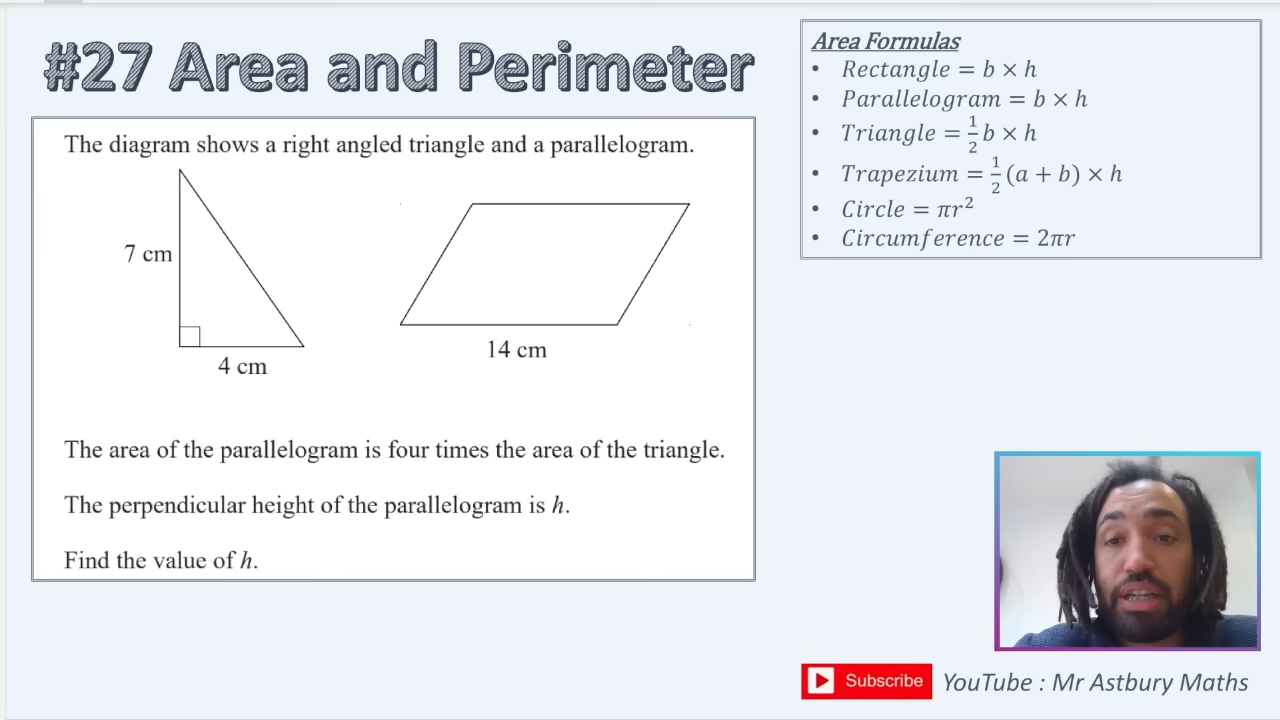 #27 Area and Perimeter
The diagram shows a right angled triangle and a parallelogram.
7 cm
4 cm
14 cm
The area of the parallelogram is four times the area of the triangle.
The perpendicular height of the parallelogram is h.
Find the value of h.
Area Formulas
• Rectangle = b × h
• Parallelogram = b × h
• Triangle = 1/2 b × h
• Trapezium = 1/2 (a + b) × h
• Circle = πr²
• Circumference = 2πr
Subscribe
YouTube : Mr Astbury Maths